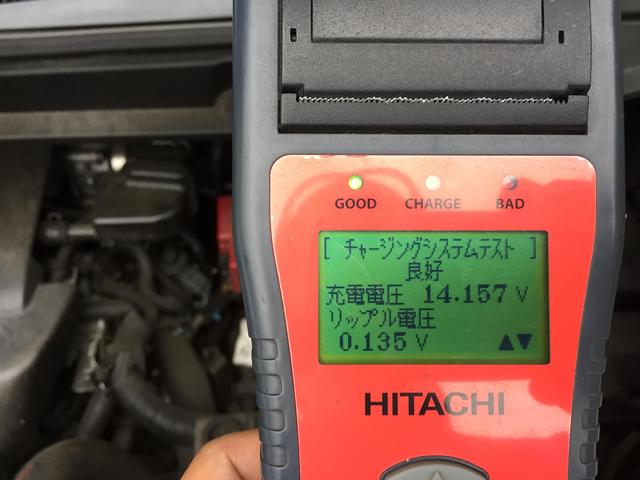 GOOD CHARGE BAD
[ チャージングシステムテスト ]
良好
充電電圧 14.157 V
リップル電圧
0.135 V ▲▼
HITACHI